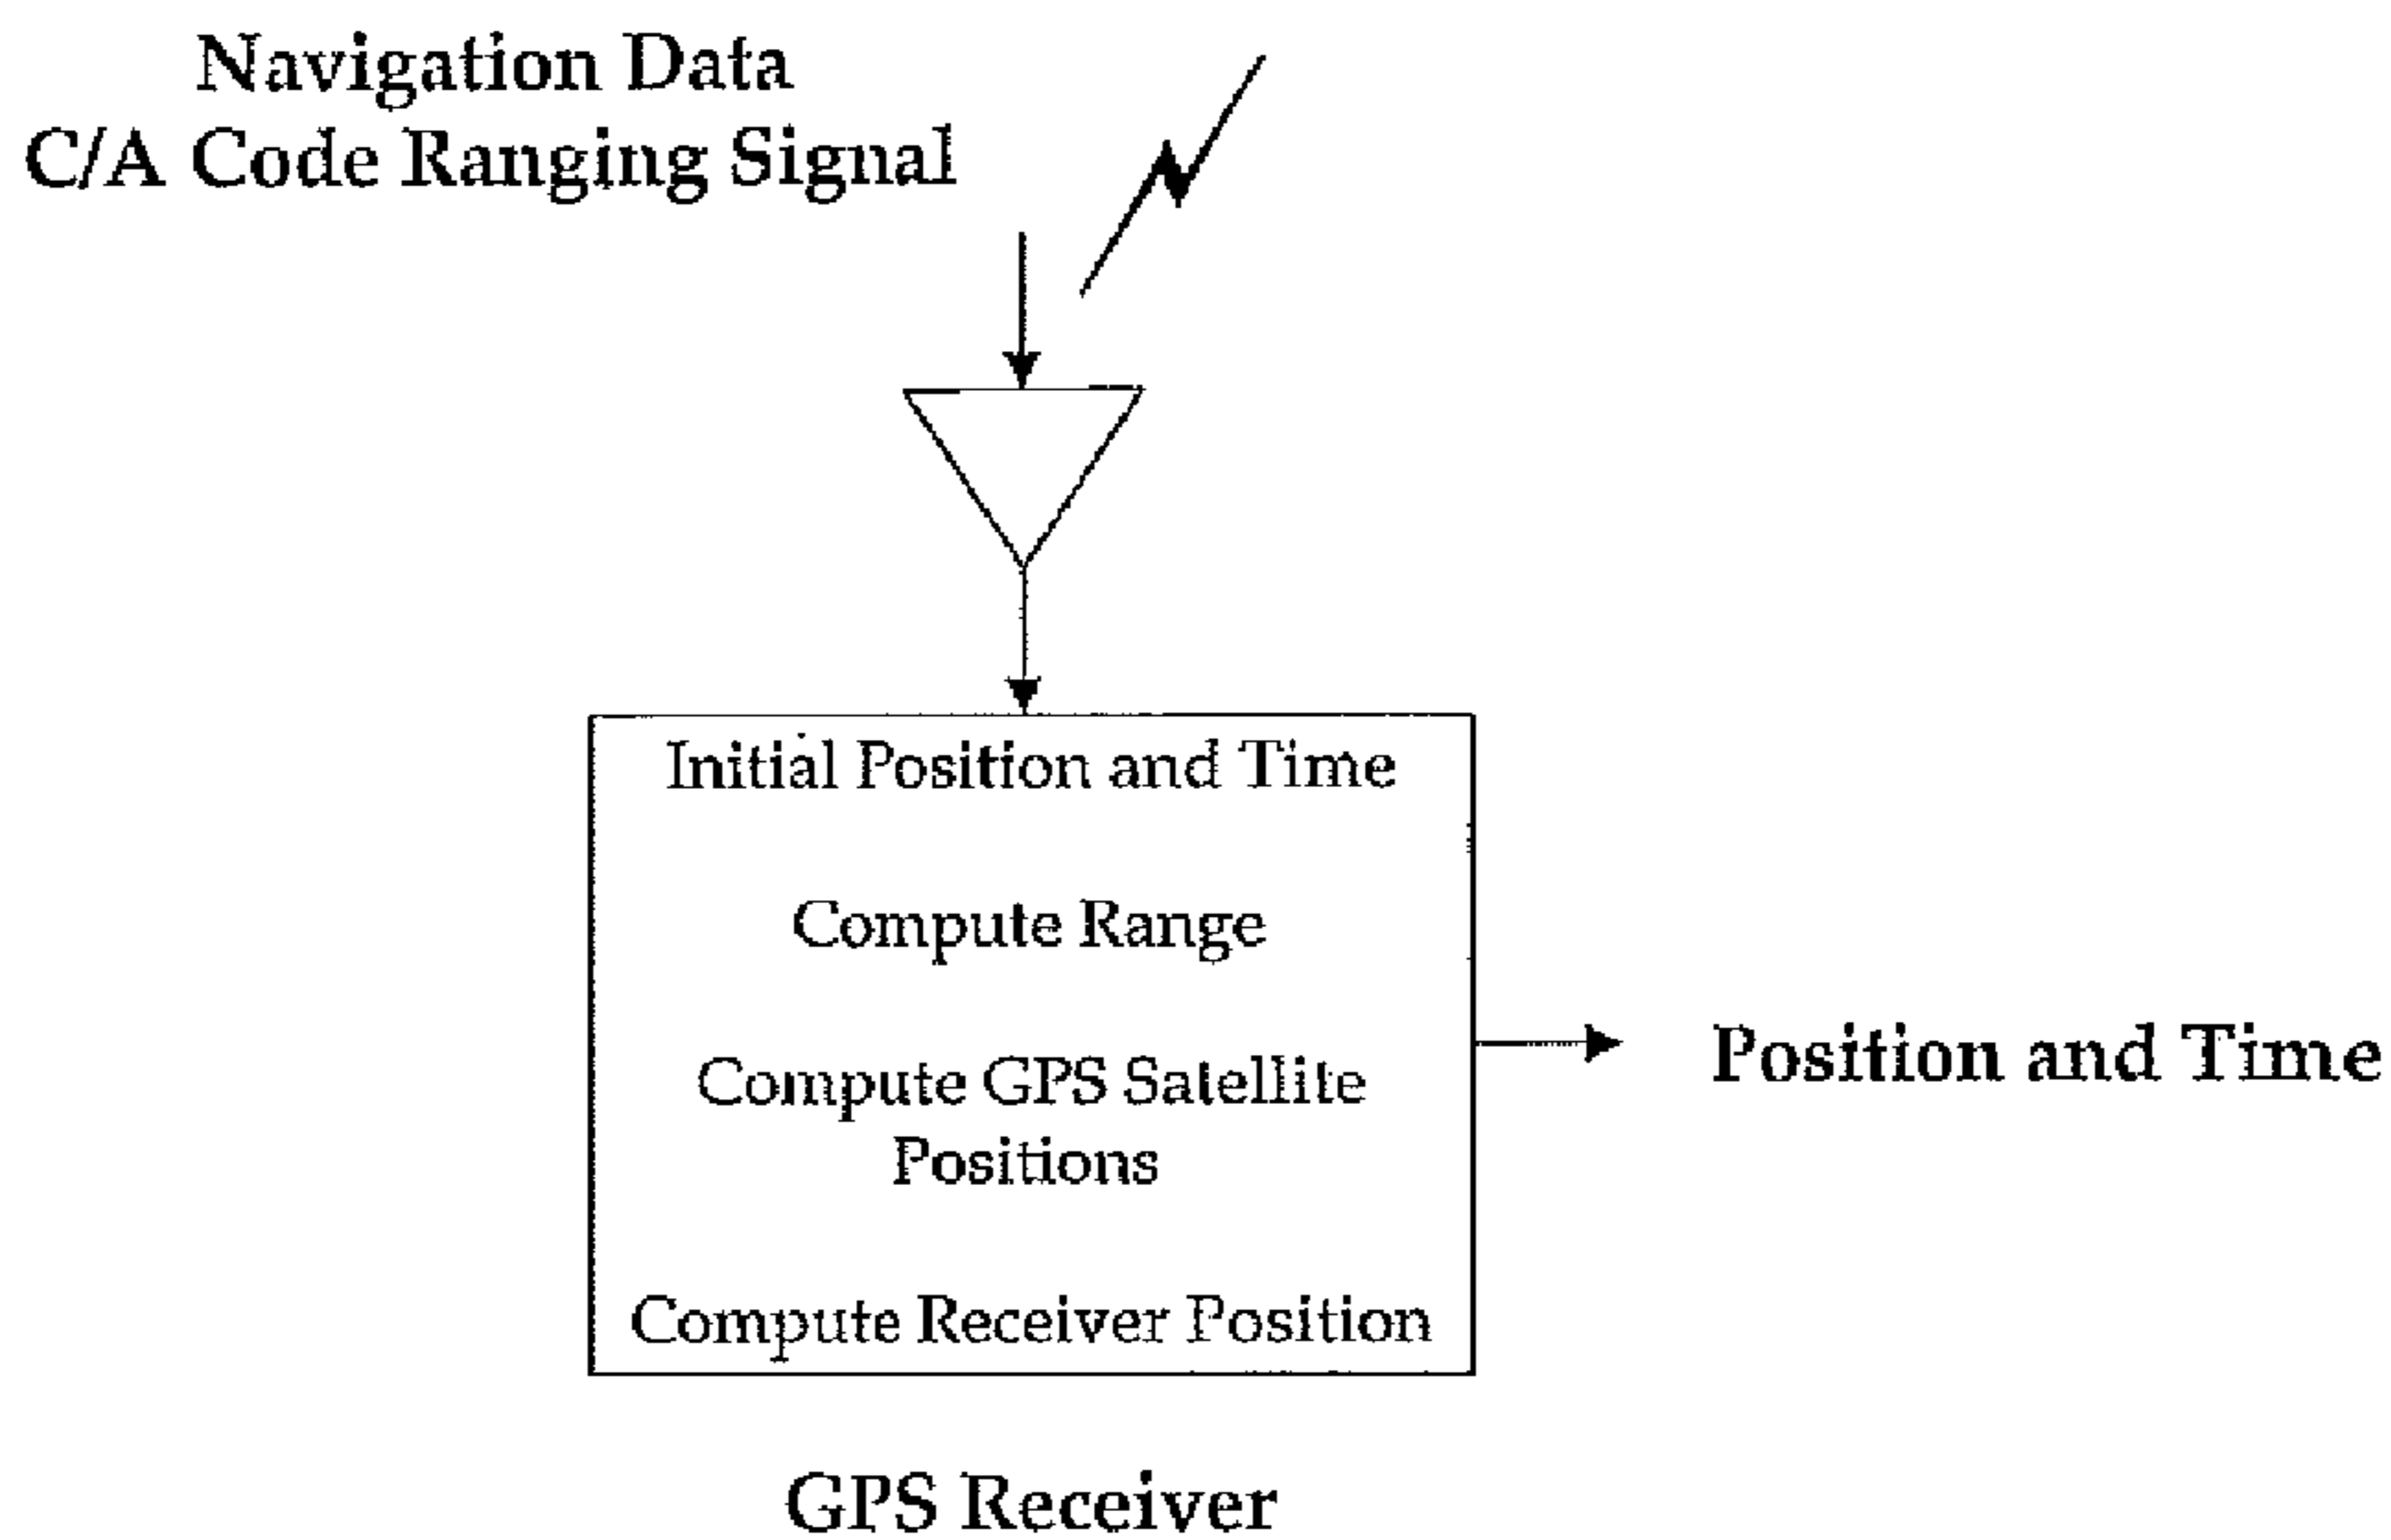 Navigation Data
C/A Code Ranging Signal
Initial Position and Time
Compute Range
Compute GPS Satellite
Positions
Compute Receiver Position
Position and Time
GPS Receiver